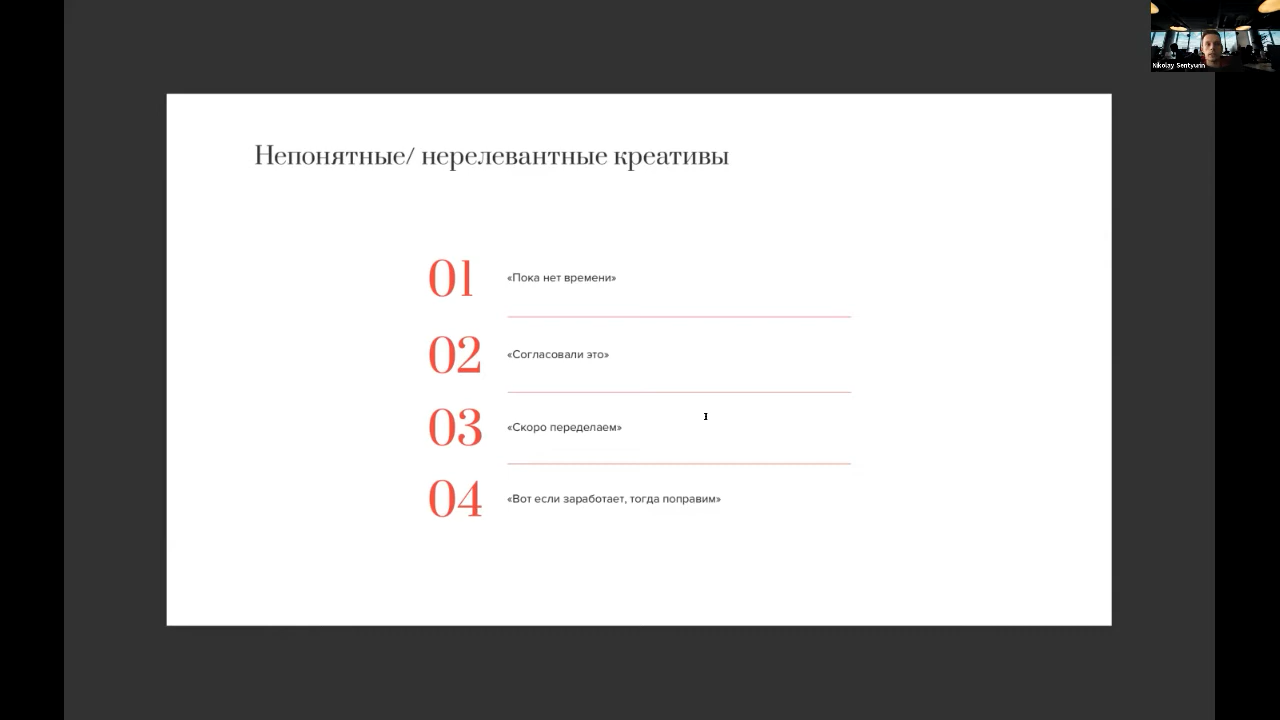 Nikolay Sentyurin
Непонятные/ нерелевантные креативы
01
«Пока нет времени»
02
«Согласовали это»
03
«Скоро переделаем»
04
«Вот если заработает, тогда поправим»